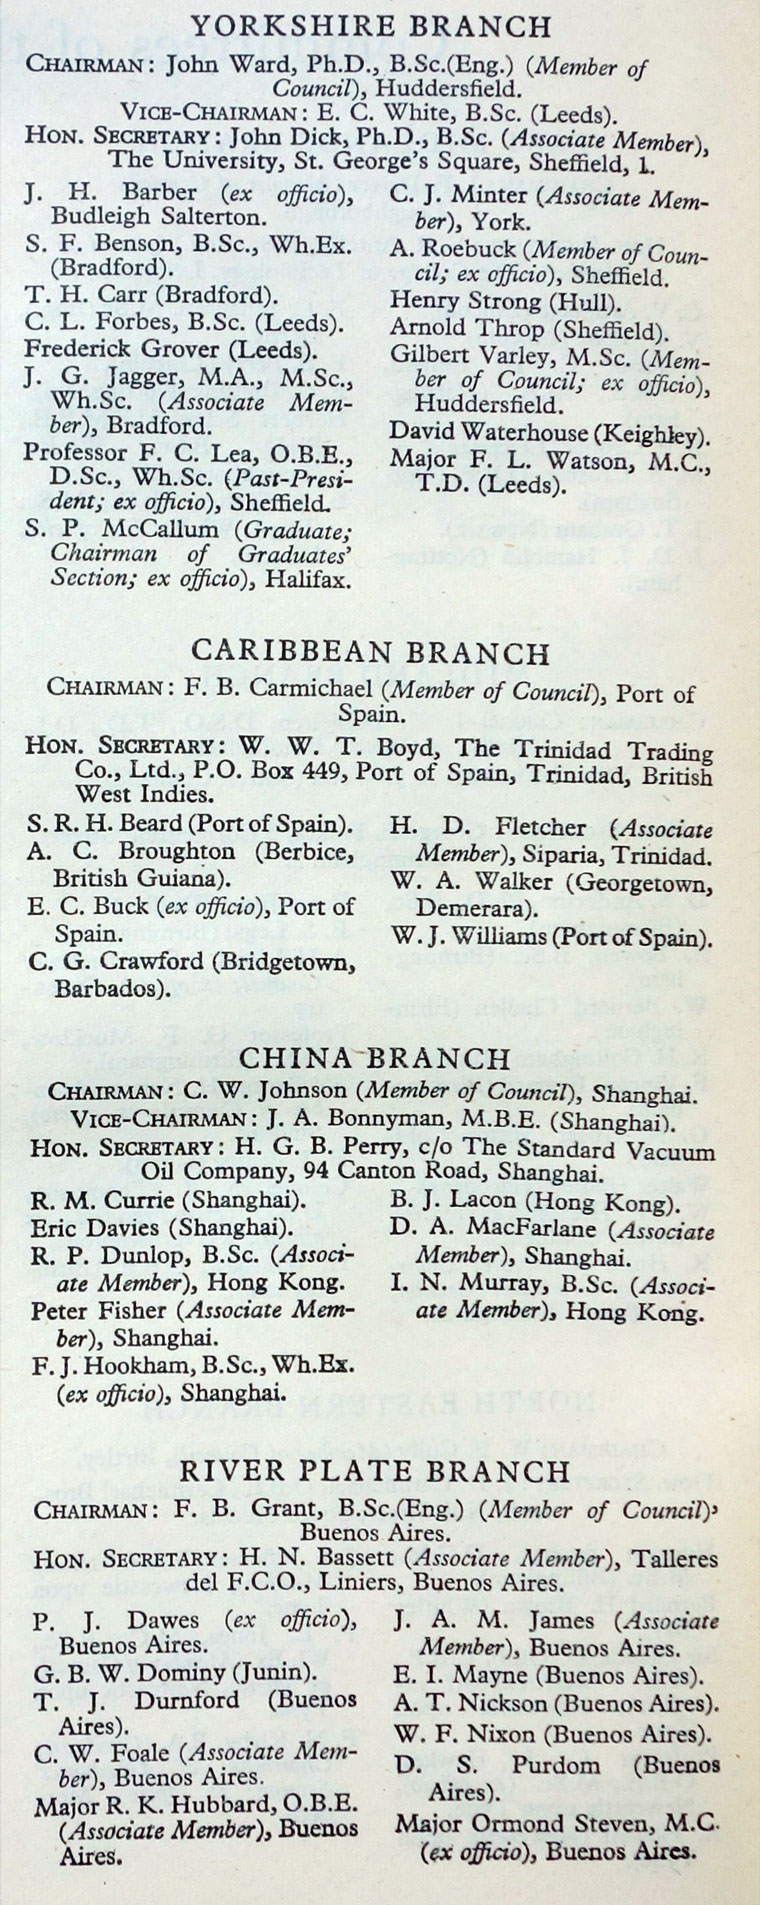 YORKSHIRE BRANCH
CHAIRMAN: John Ward, Ph.D., B.Sc.(Eng.) (Member of
Council), Huddersfield.
VICE-CHAIRMAN: E. C. White, B.Sc. (Leeds).
HON. SECRETARY: John Dick, Ph.D., B.Sc. (Associate Member),
The University, St. George's Square, Sheffield, 1.
J. H. Barber (ex officio),
Budleigh Salterton.
S. F. Benson, B.Sc., Wh.Ex.
(Bradford).
T. H. Carr (Bradford).
C. L. Forbes, B.Sc. (Leeds).
Frederick Grover (Leeds).
J. G. Jagger, M.A., M.Sc.,
Wh.Sc. (Associate Mem-
ber), Bradford.
Professor F. C. Lea, O.B.E.,
D.Sc., Wh.Sc. (Past-Presi-
dent; ex officio), Sheffield.
S. P. McCallum (Graduate;
Chairman of Graduates'
Section; ex officio), Halifax.
C. J. Minter (Associate Mem-
ber), York.
A. Roebuck (Member of Coun-
cil; ex officio), Sheffield.
Henry Strong (Hull).
Arnold Throp (Sheffield).
Gilbert Varley, M.Sc. (Mem-
ber of Council; ex officio),
Huddersfield.
David Waterhouse (Keighley).
Major F. L. Watson, M.C.,
T.D. (Leeds).
CARIBBEAN BRANCH
CHAIRMAN: F. B. Carmichael (Member of Council), Port of
Spain.
HON. SECRETARY: W. W. T. Boyd, The Trinidad Trading
Co., Ltd., P.O. Box 449, Port of Spain, Trinidad, British
West Indies.
S. R. H. Beard (Port of Spain).
A. C. Broughton (Berbice,
British Guiana).
E. C. Buck (ex officio), Port of
Spain.
C. G. Crawford (Bridgetown,
Barbados).
H. D. Fletcher (Associate
Member), Siparia, Trinidad.
W. A. Walker (Georgetown,
Demerara).
W. J. Williams (Port of Spain).
CHINA BRANCH
CHAIRMAN: C. W. Johnson (Member of Council), Shanghai.
VICE-CHAIRMAN: J. A. Bonnyman, M.B.E. (Shanghai).
HON. SECRETARY: H. G. B. Perry, c/o The Standard Vacuum
Oil Company, 94 Canton Road, Shanghai.
R. M. Currie (Shanghai).
Eric Davies (Shanghai).
R. P. Dunlop, B.Sc. (Associ-
ate Member), Hong Kong.
Peter Fisher (Associate Mem-
ber), Shanghai.
F. J. Hookham, B.Sc., Wh.Ex.
(ex officio), Shanghai.
B. J. Lacon (Hong Kong).
D. A. MacFarlane (Associate
Member), Shanghai.
I. N. Murray, B.Sc. (Associ-
ate Member), Hong Kong.
RIVER PLATE BRANCH
CHAIRMAN: F. B. Grant, B.Sc.(Eng.) (Member of Council),
Buenos Aires.
HON. SECRETARY: H. N. Bassett (Associate Member), Talleres
del F.C.O., Liniers, Buenos Aires.
P. J. Dawes (ex officio),
Buenos Aires.
G. B. W. Dominy (Junin).
T. J. Durnford (Buenos
Aires).
C. W. Foale (Associate Mem-
ber), Buenos Aires.
Major R. K. Hubbard, O.B.E.
(Associate Member), Buenos
Aires.
J. A. M. James (Associate
Member), Buenos Aires.
E. I. Mayne (Buenos Aires).
A. T. Nickson (Buenos Aires).
W. F. Nixon (Buenos Aires).
D. S. Purdom (Buenos
Aires).
Major Ormond Steven, M.C.
(ex officio), Buenos Aires.